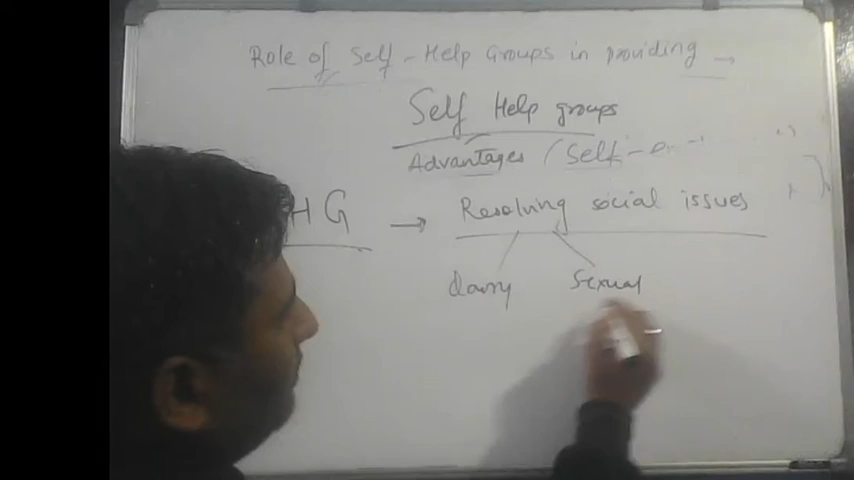 Role of Self-Help Groups in providing →
Self Help groups
Advantages / Self-e
HG → Resolving social issues
dowry sexual